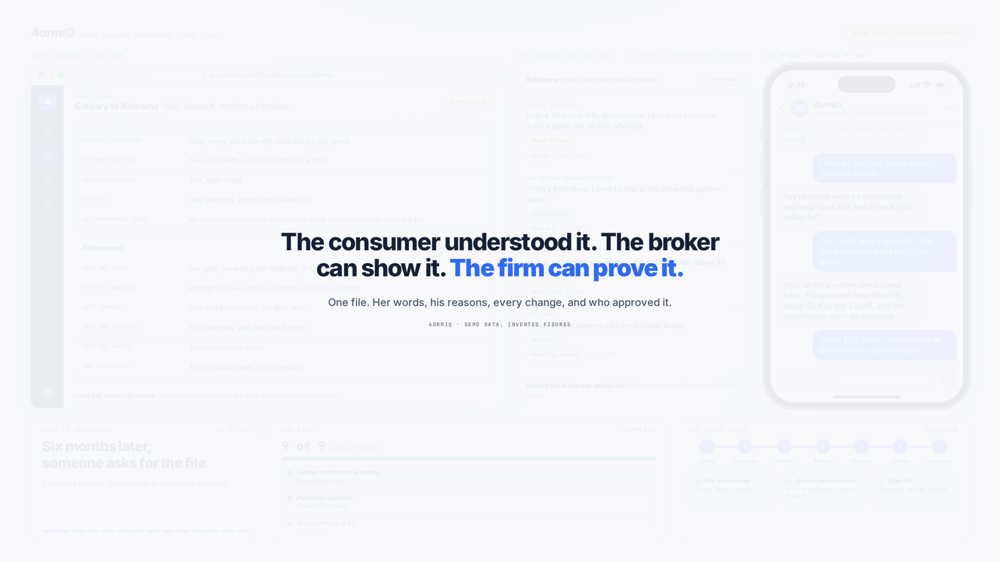 4ormIQ DEMO KELOWNA BROKERAGE · ONE FILE
DEMO DATA. INVENTED FIGURES.
RAY'S SCREEN · THE FILE
pro.4ormiq.com/files/calgary-to-kelowna
4
Files › Active
Calgary to Kelowna · Ray Bennett, mortgage broker
NEEDS ACTION
CLIENT'S OWN WORDS Goal, worry and trade-off, recorded by her, timed
OPTIONS REJECTED Two, each with a reason tied to her words
ACKNOWLEDGEMENTS Two, both timed
CHANGES One detected, acted on the same day
RE-PERFORMANCE CHECK An uninvolved reviewer reaches the same recommendation from the file
File request
WHAT WAS KNOWN Her goal, her worry, her trade-off, in he
WHAT WAS ADVISED Porting first, two options rejected, reasons recorded
WHAT CHANGED Rate and amortization, six days later
WHAT SHE WAS TOLD The same day, with the new figures
WHAT SHE AGREED Twice, in writing, timed
WHO APPROVED IT The principal broker, on the record
RB
Every line carries its source. Her own words, the inbox, the CRM, the office note, the lender.
THE EVIDENCE IN THE FILE STATED NEEDS ACTION CONFIRMED
Evidence · every item sourced and timed
RE-PERFORMED
CHANGE DETECTED
Rate 4.79% to 5.19%. Amortization cannot be extended.
Advice given Tue 10:31 is affected.
NEEDS ACTION
LENDER · Mon 14:07
HER SECOND ACKNOWLEDGEMENT
"That's $112 more. I want to look at the other two options
again."
ACKNOWLEDGED
FROM HER
15 Dec and 21 Mar are 96 days apart. The lender allows 90.
NEEDS ACTION
EMAIL
SIGN-OFF
approved by the principal broker.
APPROVED
PRINCIPAL BROKER · Wed 11:02
Held by the brokerage and by her. She can see everything recorded in her
name.
HER PHONE · INVITED BY RAY
9:41
4 4ormIQ
Invited by Ray · Demo Kelowna Brokerage
moving a mortgage before the term
ends?
I thought you just paid a penalty.
That's all I know.
Ray recorded what he considered
and why. Does this match what you
asked for?
Yes, that's what I asked for. The
leave payment is the part I care
about.
Your lender's written terms came
back. The payment after March is
about $3,457, not $3,345, and the
amortization can't be extended.
That's $112 more. I want to look at
the other two options again.
The consumer understood it. The broker
can show it. The firm can prove it.
One file. Her words, his reasons, every change, and who approved it.
4ORMIQ · DEMO DATA, INVENTED FIGURES
WHAT IS HAPPENING 14 OF 14
Six months later,
someone asks for the file
It rebuilds in order. Nobody has to remember anything.
THE FILE COMPLETE
9 of 9 items in the file
Lender port terms in writing
Received Mon 14:06
Purchase contract
Owed by her realtor
Notary details in BC
THE SEVEN STEPS APPROVED
1 2 3 4 5 6 7
Invite Discover Gather Advise Change Inform Approve
Her own words
IN HER WORDS, TIMED
Advice and reasons
OPTIONS REJECTED, WITH
REASONS
Sign-off
APPROVED, ON THE RECORD